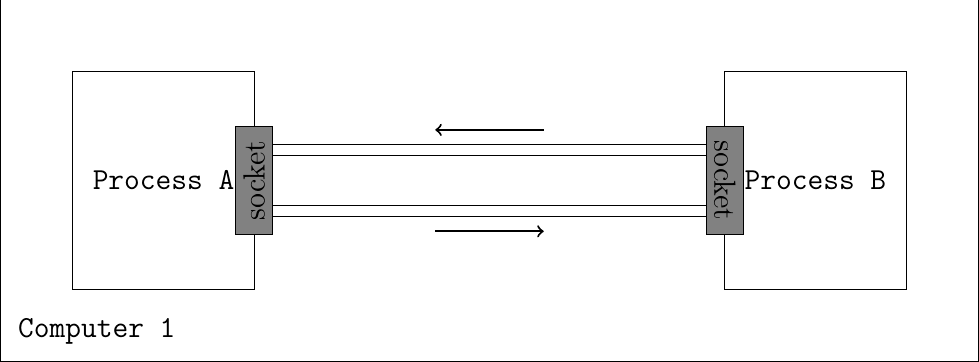 Process A
socket
socket
Process B
Computer 1